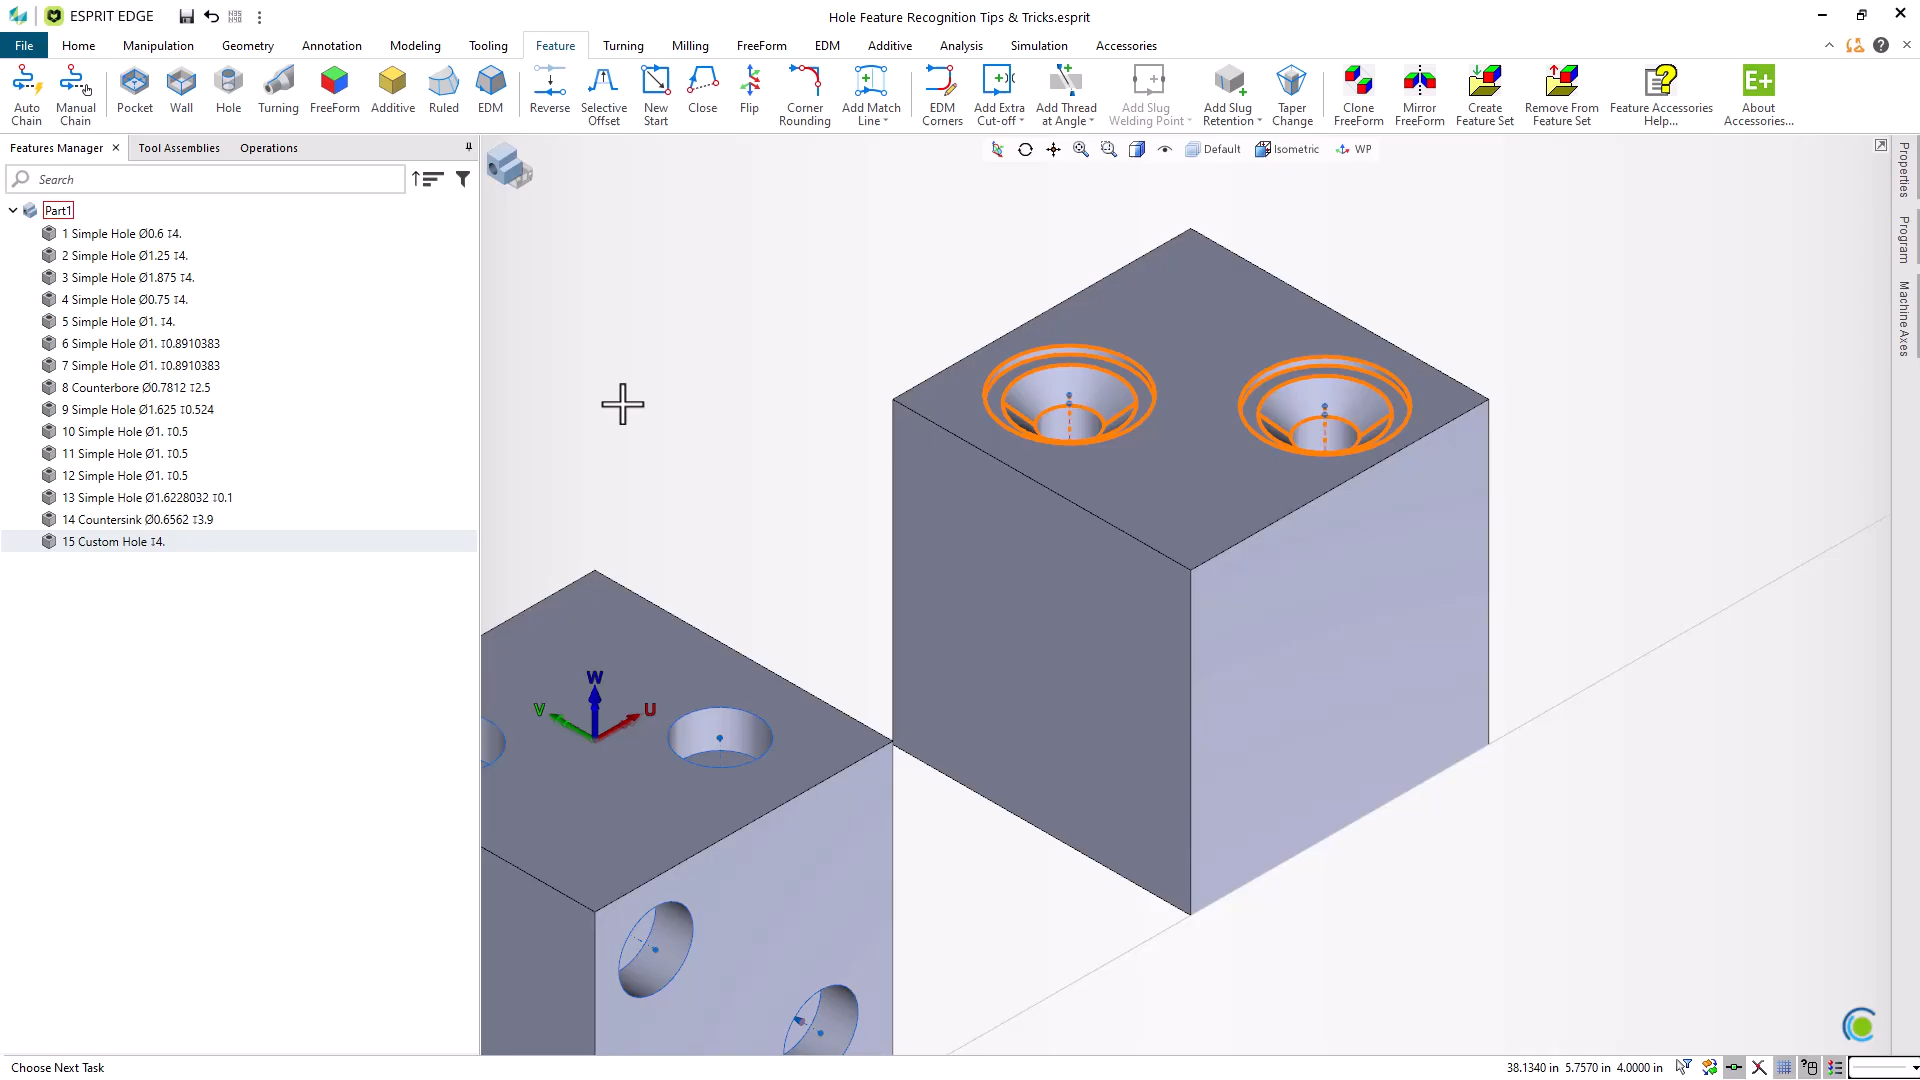 ESPRIT EDGE
Hole Feature Recognition Tips & Tricks.esprit
File Home Manipulation Geometry Annotation Modeling Tooling Feature Turning Milling FreeForm EDM Additive Analysis Simulation Accessories
Auto Chain
Manual Chain
Pocket
Wall
Hole
Turning
FreeForm
Additive
Ruled
EDM
Reverse
Selective Offset
New Start
Close
Flip
Corner Rounding
Add Match Line
EDM Corners
Add Extra Cut-off
Add Thread at Angle
Add Slug Welding Point
Add Slug Retention
Taper Change
Clone FreeForm
Mirror FreeForm
Create Feature Set
Remove From Feature Set
Feature Accessories Help...
E+
About Accessories...
Features Manager Tool Assemblies Operations
Search
Part1
1 Simple Hole Ø0.6 ↧4.
2 Simple Hole Ø1.25 ↧4.
3 Simple Hole Ø1.875 ↧4.
4 Simple Hole Ø0.75 ↧4.
5 Simple Hole Ø1. ↧4.
6 Simple Hole Ø1. ↧0.8910383
7 Simple Hole Ø1. ↧0.8910383
8 Counterbore Ø0.7812 ↧2.5
9 Simple Hole Ø1.625 ↧0.524
10 Simple Hole Ø1. ↧0.5
11 Simple Hole Ø1. ↧0.5
12 Simple Hole Ø1. ↧0.5
13 Simple Hole Ø1.6228032 ↧0.1
14 Countersink Ø0.6562 ↧3.9
15 Custom Hole ↧4.
Default Isometric WP
W
V
U
Properties
Program
Machine Axes
Choose Next Task
38.1340 in 5.7570 in 4.0000 in